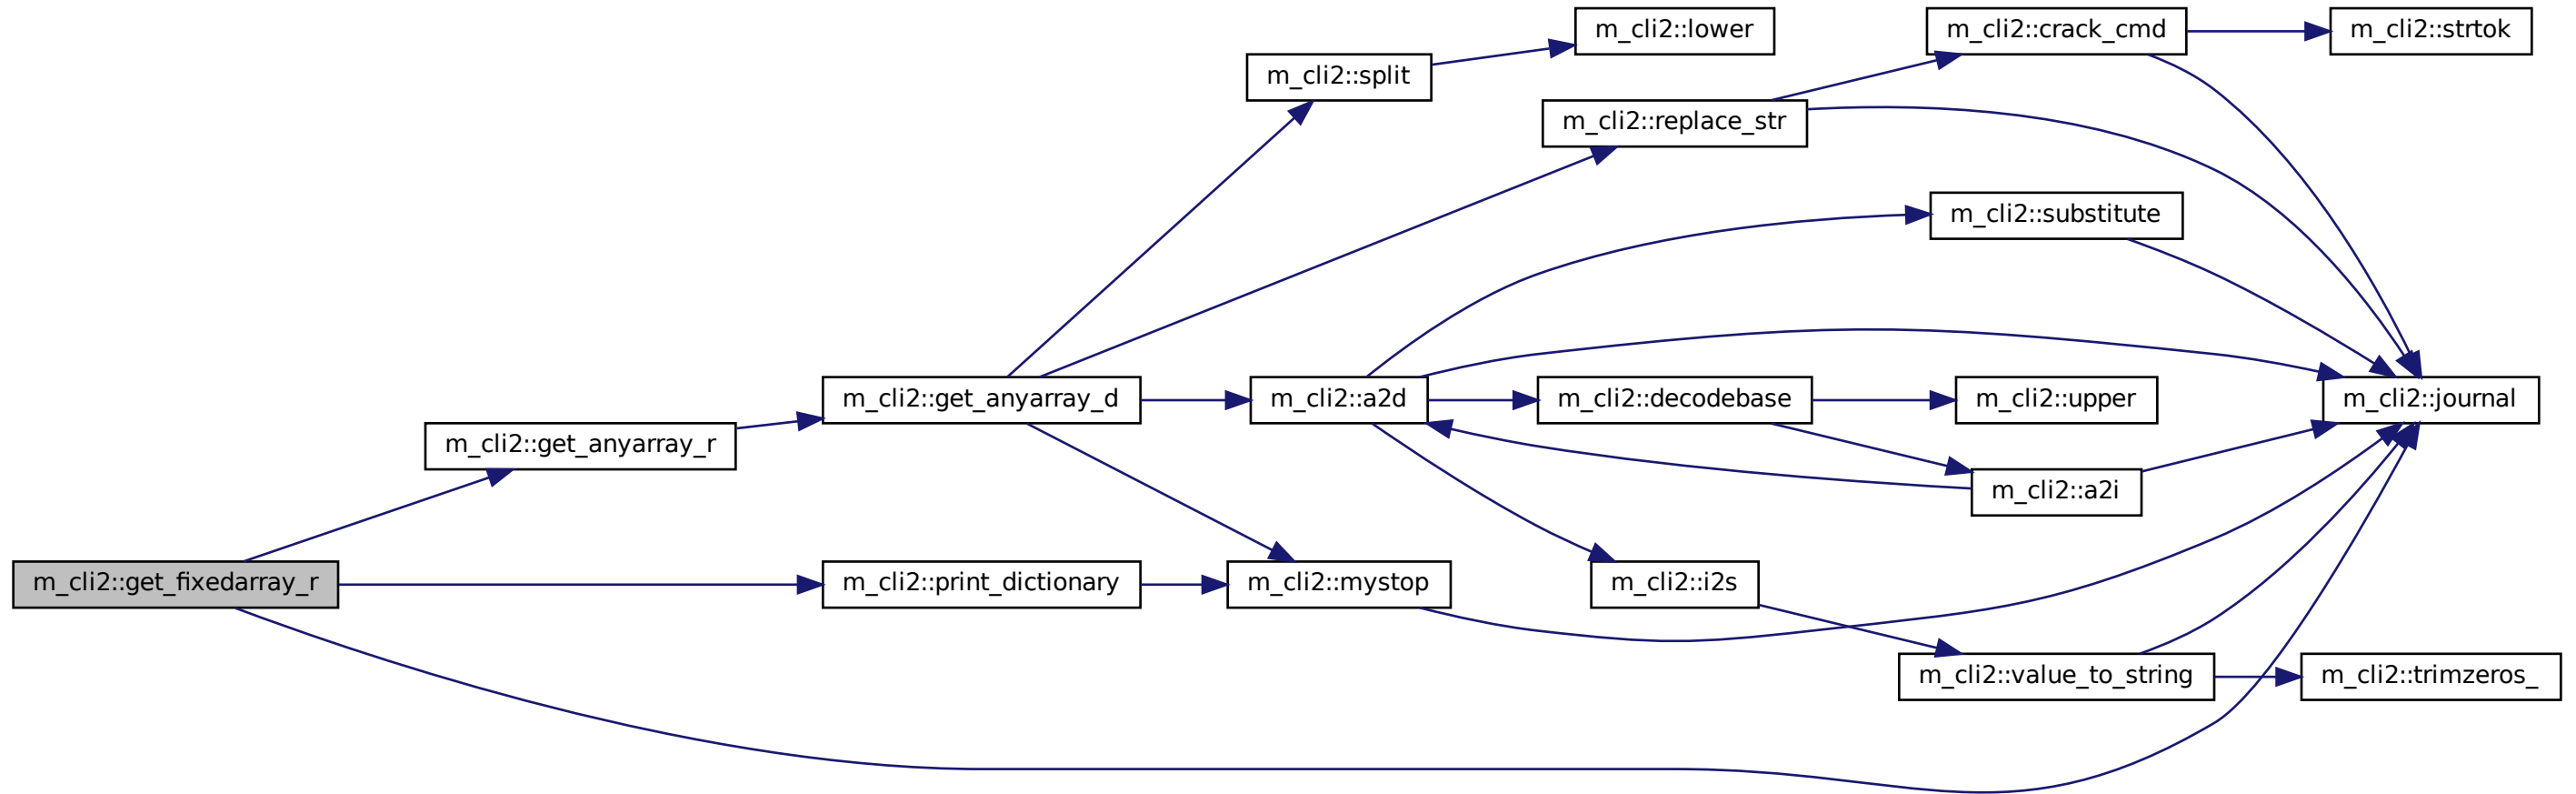 m_cli2::lower
m_cli2::crack_cmd
m_cli2::strtok
m_cli2::split
m_cli2::replace_str
m_cli2::substitute
m_cli2::get_anyarray_d
m_cli2::a2d
m_cli2::decodebase
m_cli2::upper
m_cli2::journal
m_cli2::get_anyarray_r
m_cli2::a2i
m_cli2::get_fixedarray_r
m_cli2::print_dictionary
m_cli2::mystop
m_cli2::i2s
m_cli2::value_to_string
m_cli2::trimzeros_